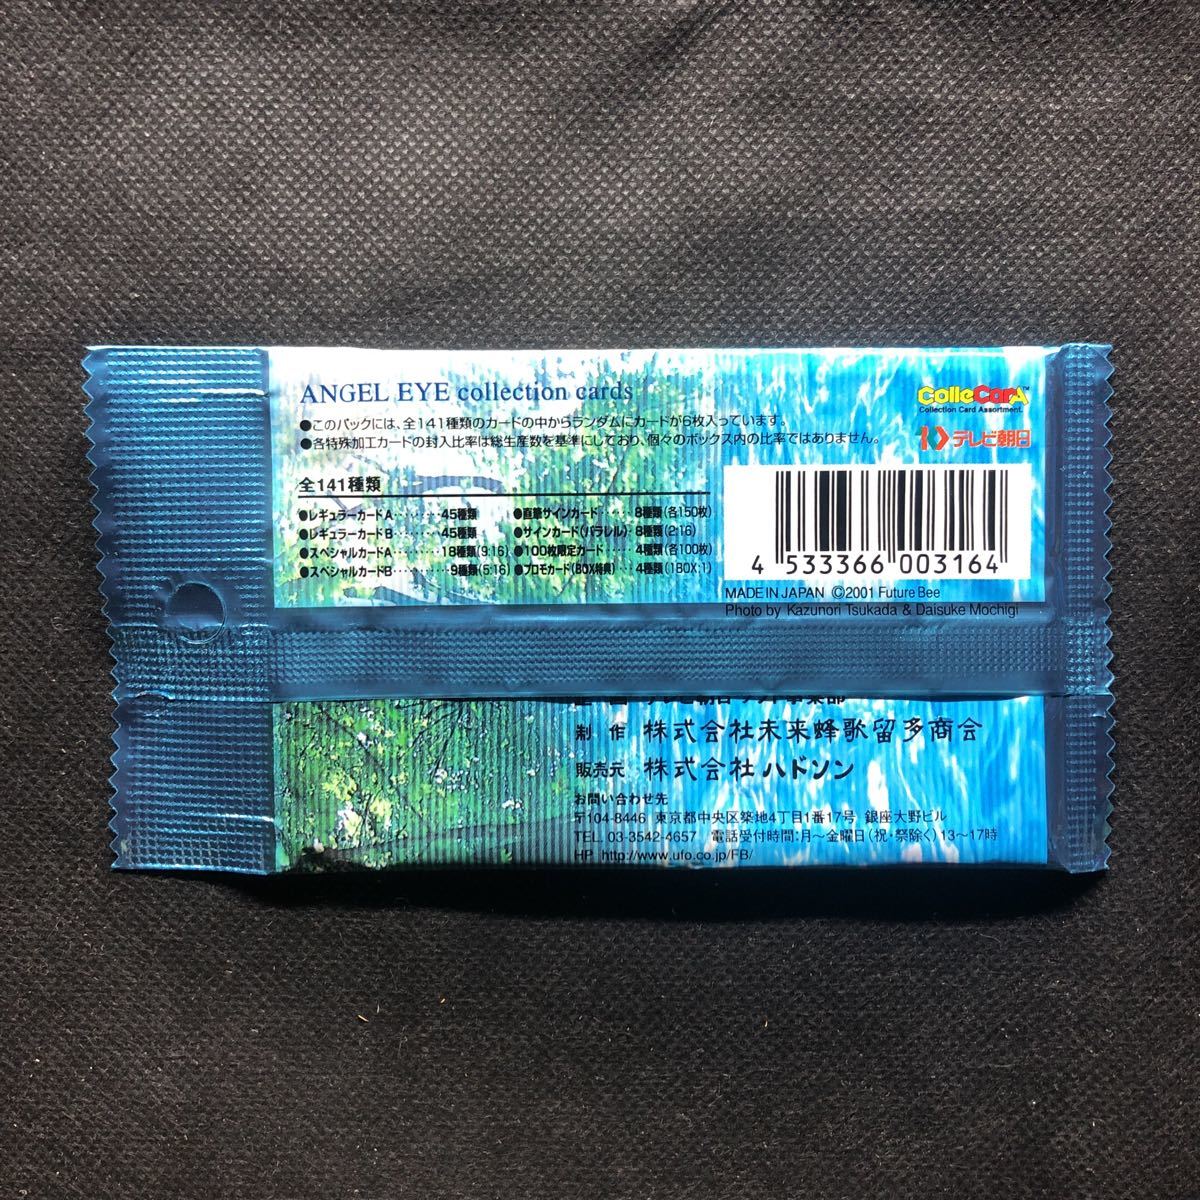 ANGEL EYE collection cards
●このパックには、全141種類のカードの中からランダムにカードが6枚入っています。
●各特殊加工カードの封入比率は総生産数を基準にしており、個々のボックス内の比率ではありません。
ColleCarA™
Collection Card Assortment.
テレビ朝日
全141種類
●レギュラーカードA・・・・・・・・45種類
●レギュラーカードB・・・・・・・・45種類
●スペシャルカードA・・・・・・・・18種類(9:16)
●スペシャルカードB・・・・・・・・・・9種類(5:16)
●直筆サインカード・・・・・・8種類(各150枚)
●サインカード(パラレル)・8種類(2:16)
●100枚限定カード・・・・・4種類(各100枚)
●プロモカード(BOX特典)・・・・4種類(1BOX:1)
4 533366 003164
MADE IN JAPAN ©2001 Future Bee
Photo by Kazunori Tsukada & Daisuke Mochigi
制 作 株式会社未来蜂歌留多商会
販売元 株式会社ハドソン
お問い合わせ先
〒104-8446 東京都中央区築地4丁目1番17号 銀座大野ビル
TEL. 03-3542-4657 電話受付時間:月〜金曜日(祝・祭除く)13〜17時
HP http://www.ufo.co.jp/FB/